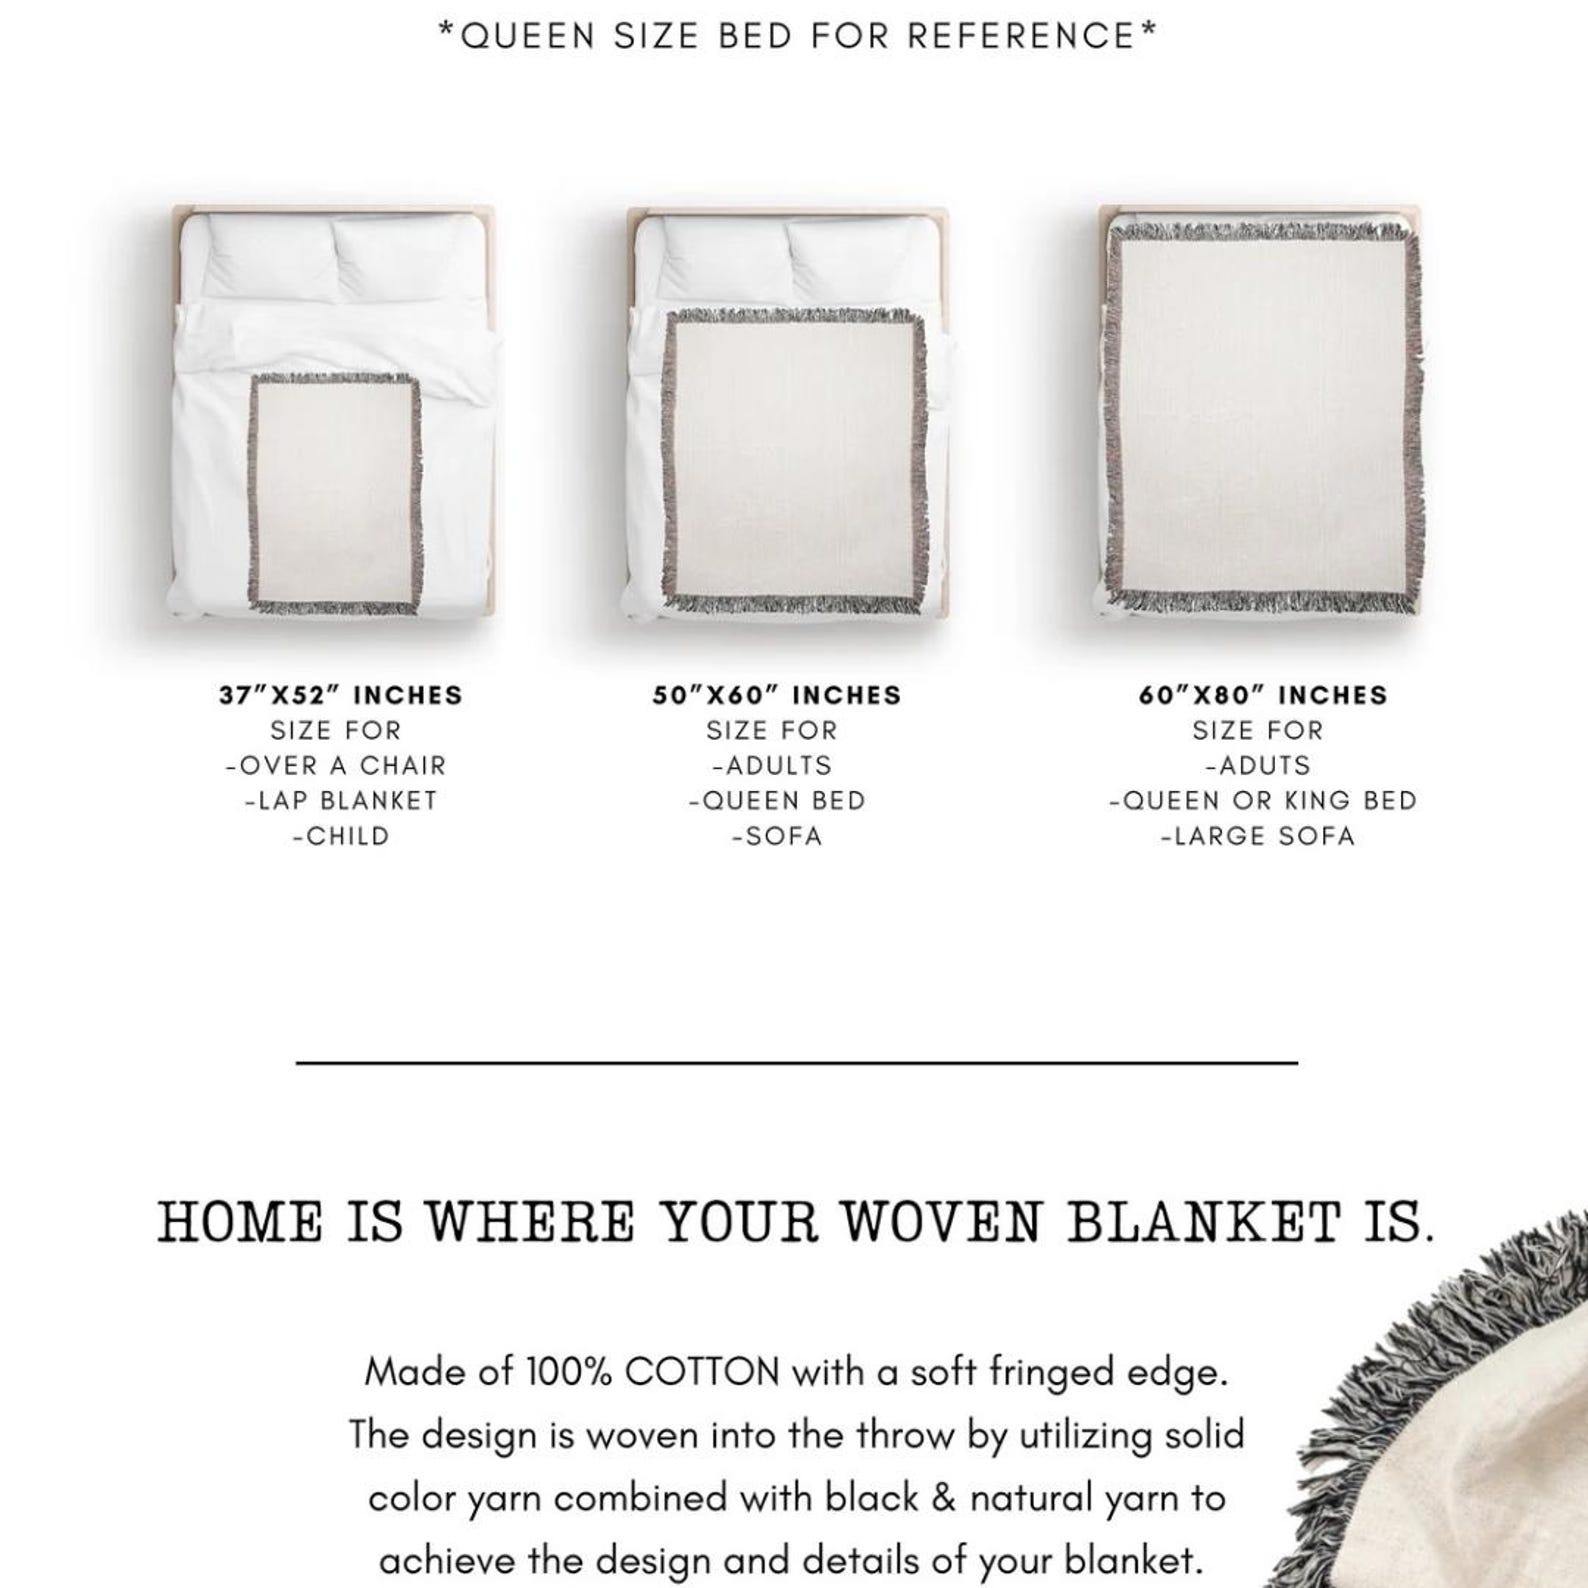 *QUEEN SIZE BED FOR REFERENCE*
37"X52" INCHES
SIZE FOR
-OVER A CHAIR
-LAP BLANKET
-CHILD
50"X60" INCHES
SIZE FOR
-ADULTS
-QUEEN BED
-SOFA
60"X80" INCHES
SIZE FOR
-ADUTS
-QUEEN OR KING BED
-LARGE SOFA
HOME IS WHERE YOUR WOVEN BLANKET IS.
Made of 100% COTTON with a soft fringed edge.
The design is woven into the throw by utilizing solid
color yarn combined with black & natural yarn to
achieve the design and details of your blanket.